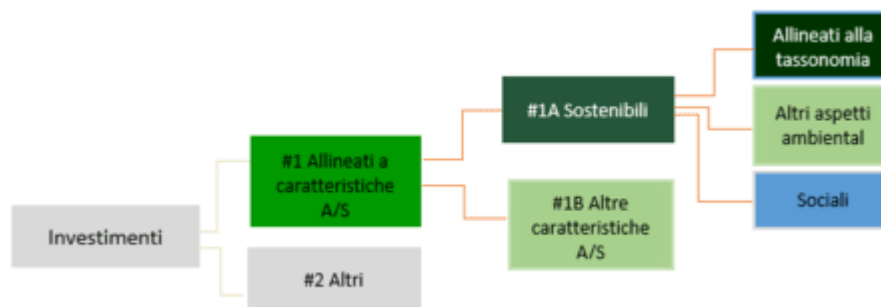 Investimenti
#1 Allineati a
caratteristiche
A/S
#2 Altri
#1A Sostenibili
#1B Altre
caratteristiche
A/S
Allineati alla
tassonomia
Altri aspetti
ambiental
Sociali